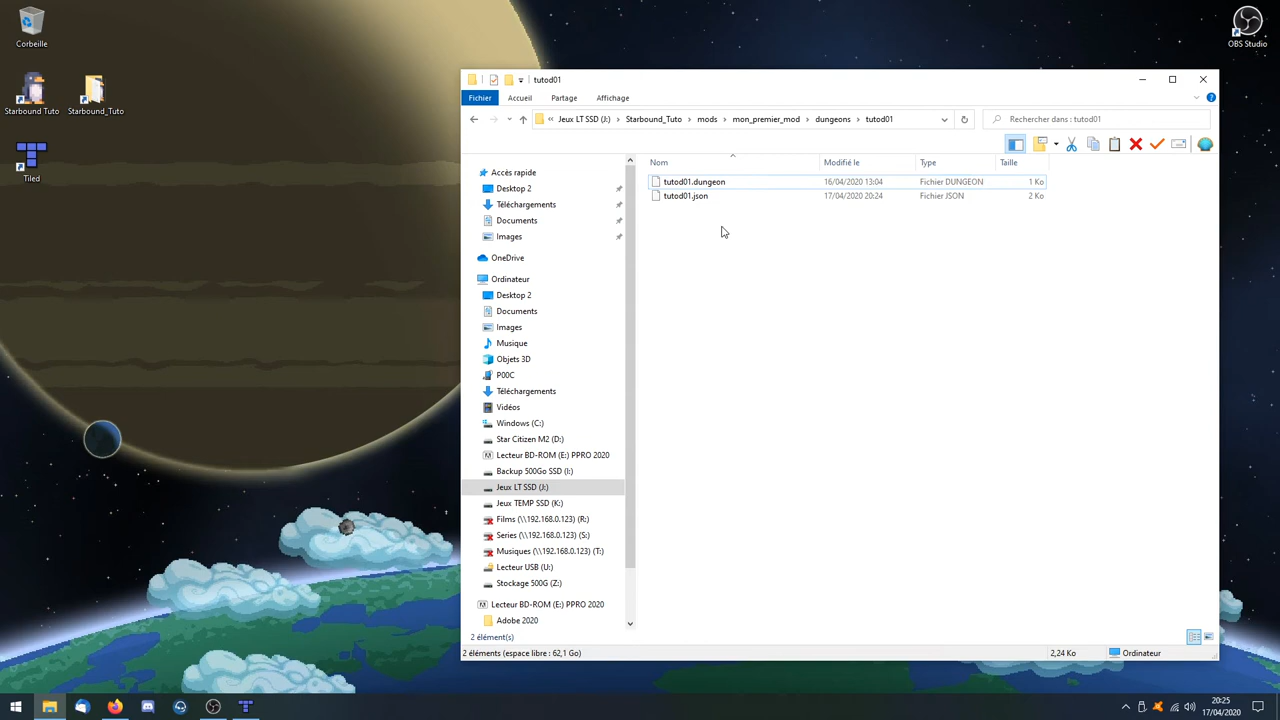 Corbeille
OBS Studio
Starbound Tuto
Starbound_Tuto
Tiled
tutod01
Fichier
Accueil
Partage
Affichage
Jeux LT SSD (J:) Starbound_Tuto mods mon_premier_mod dungeons tutod01
Rechercher dans : tutod01
Nom Modifié le Type Taille
tutod01.dungeon 16/04/2020 13:04 Fichier DUNGEON 1 Ko
tutod01.json 17/04/2020 20:24 Fichier JSON 2 Ko
Accès rapide
Desktop 2
Téléchargements
Documents
Images
OneDrive
Ordinateur
Desktop 2
Documents
Images
Musique
Objets 3D
P00C
Téléchargements
Vidéos
Windows (C:)
Star Citizen M2 (D:)
Lecteur BD-ROM (E:) PPRO 2020
Backup 500Go SSD (I:)
Jeux LT SSD (J:)
Jeux TEMP SSD (K:)
Films (\\192.168.0.123) (R:)
Series (\\192.168.0.123) (S:)
Musiques (\\192.168.0.123) (T:)
Lecteur USB (U:)
Stockage 500G (Z:)
Lecteur BD-ROM (E:) PPRO 2020
Adobe 2020
2 élément(s)
2 éléments (espace libre : 62,1 Go)
2,24 Ko
Ordinateur
20:25
17/04/2020